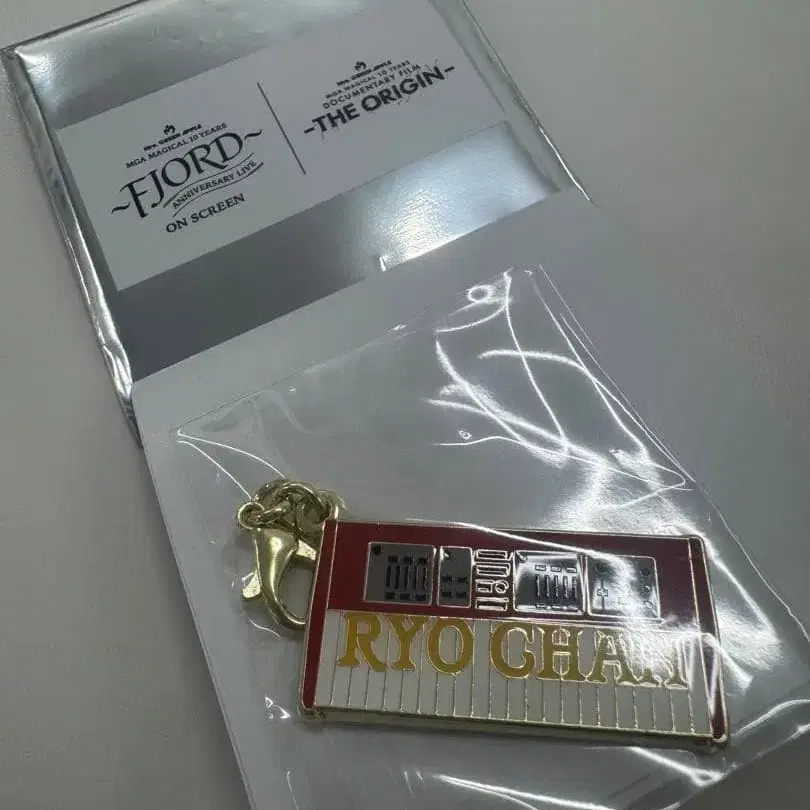 Mrs. GREEN APPLE
MGA MAGICAL 10 YEARS
~FJORD~
ANNIVERSARY LIVE
ON SCREEN
Mrs. GREEN APPLE
MGA MAGICAL 10 YEARS
DOCUMENTARY FILM
~THE ORIGIN~
RYO CHAN